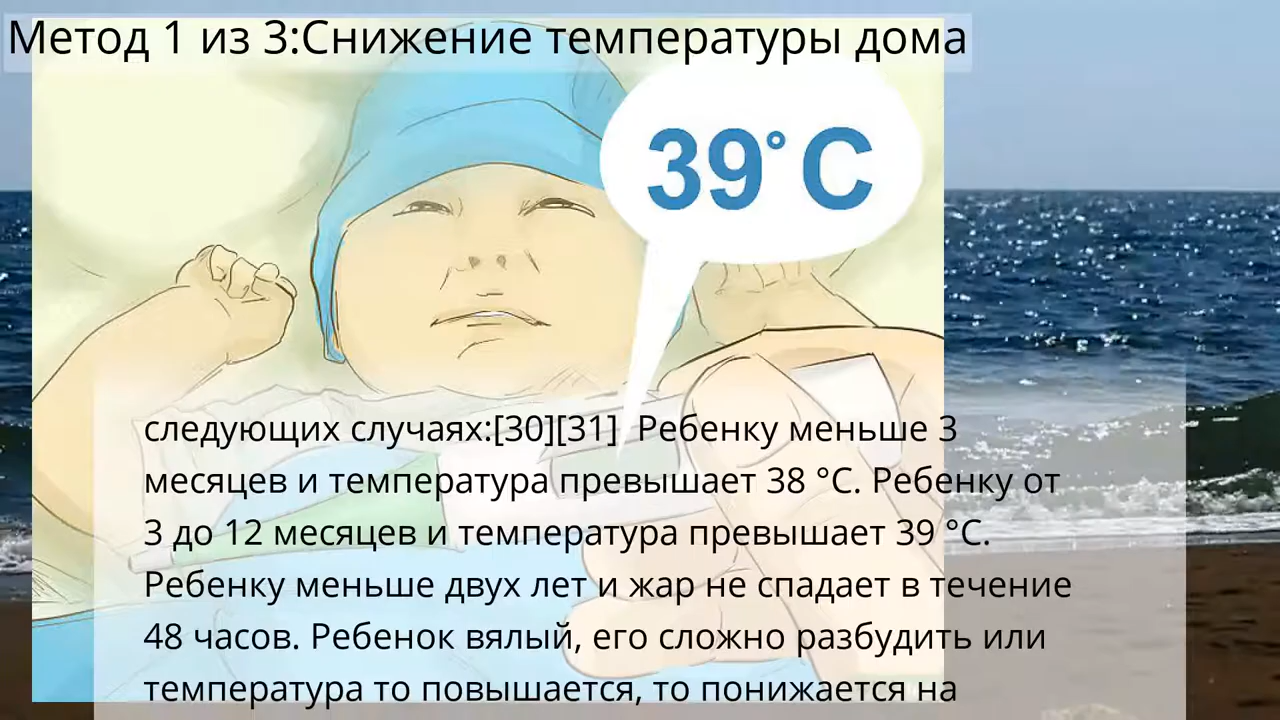 Метод 1 из 3:Снижение температуры дома
39° C
следующих случаях:[30][31]  Ребенку меньше 3
месяцев и температура превышает 38 °C. Ребенку от
3 до 12 месяцев и температура превышает 39 °C.
Ребенку меньше двух лет и жар не спадает в течение
48 часов. Ребенок вялый, его сложно разбудить или
температура то повышается, то понижается на